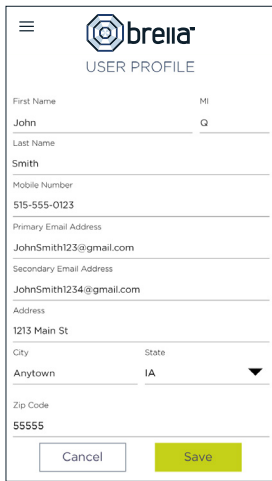 brella
USER PROFILE
First Name MI
John Q
Last Name
Smith
Mobile Number
515-555-0123
Primary Email Address
JohnSmith123@gmail.com
Secondary Email Address
JohnSmith1234@gmail.com
Address
1213 Main St
City State
Anytown IA
Zip Code
55555
Cancel Save